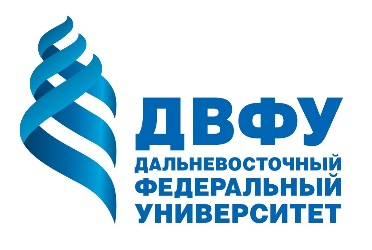 ДВФУ
ДАЛЬНЕВОСТОЧНЫЙ
ФЕДЕРАЛЬНЫЙ
УНИВЕРСИТЕТ